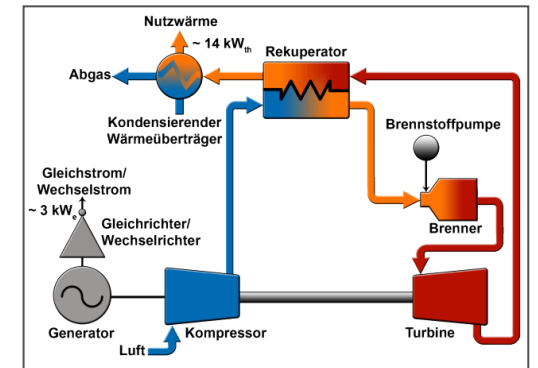 Nutzwärme
~ 14 kWth
Rekuperator
Abgas
Kondensierender
Wärmeüberträger
Brennstoffpumpe
Gleichstrom/
Wechselstrom
~ 3 kWe
Gleichrichter/
Wechselrichter
Brenner
Generator
Kompressor
Turbine
Luft